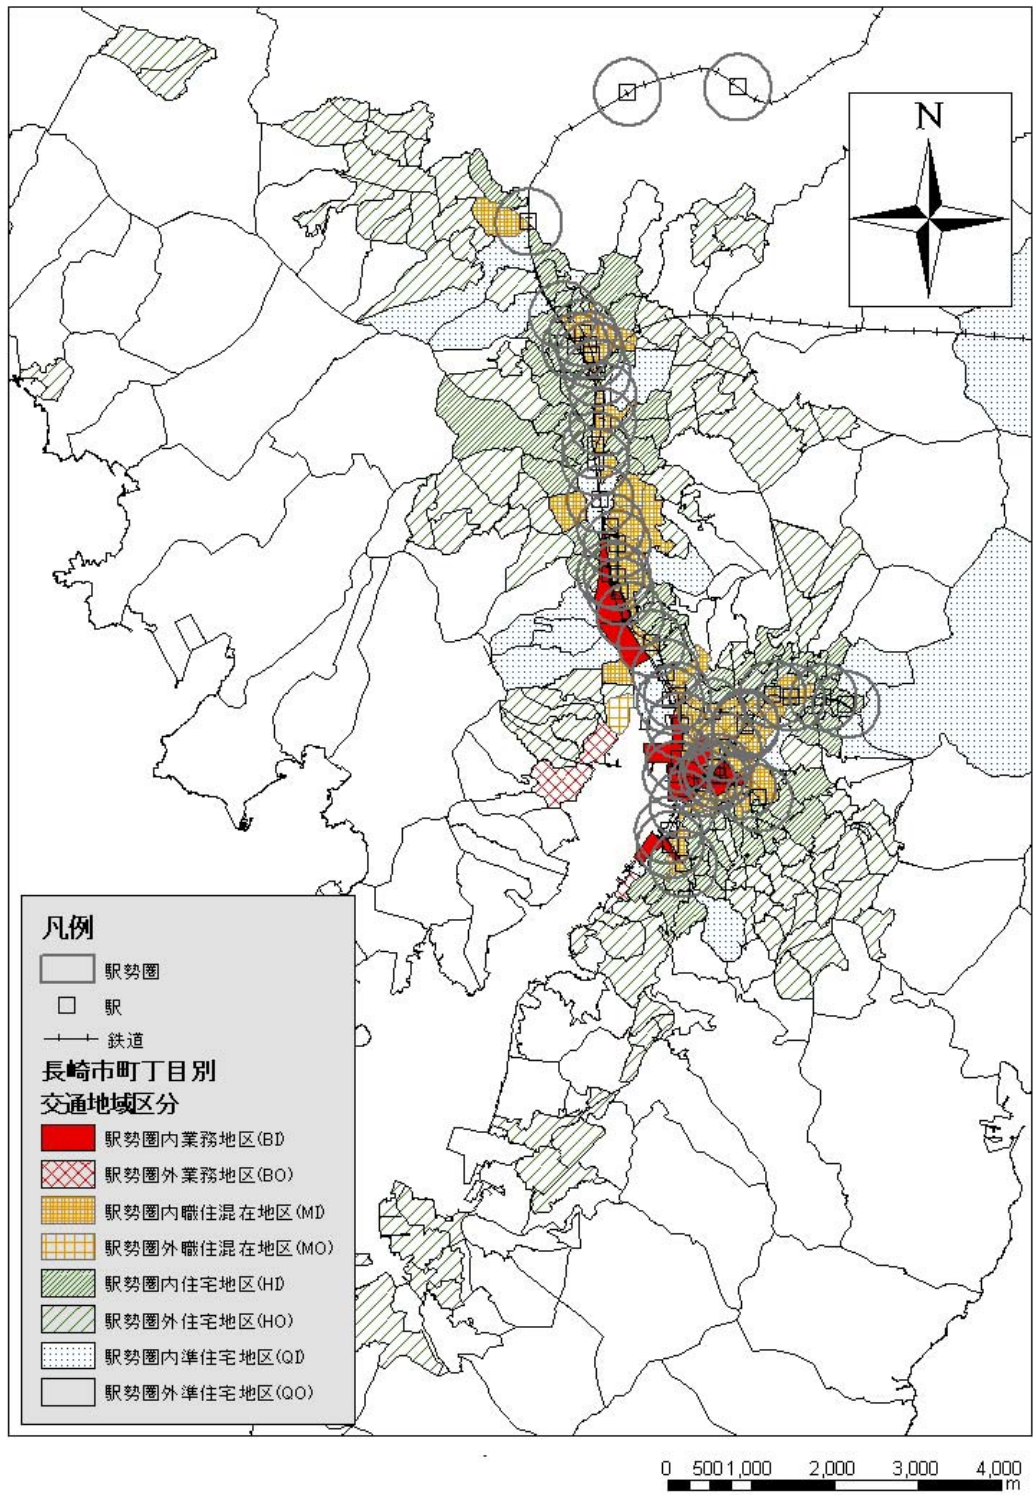 N
凡例
駅勢圏
駅
鉄道
長崎市町丁目別
交通地域区分
駅勢圏内業務地区(BI)
駅勢圏外業務地区(BO)
駅勢圏内職住混在地区(MI)
駅勢圏外職住混在地区(MO)
駅勢圏内住宅地区(HI)
駅勢圏外住宅地区(HO)
駅勢圏内準住宅地区(QI)
駅勢圏外準住宅地区(QO)
0 500 1,000 2,000 3,000 4,000
m